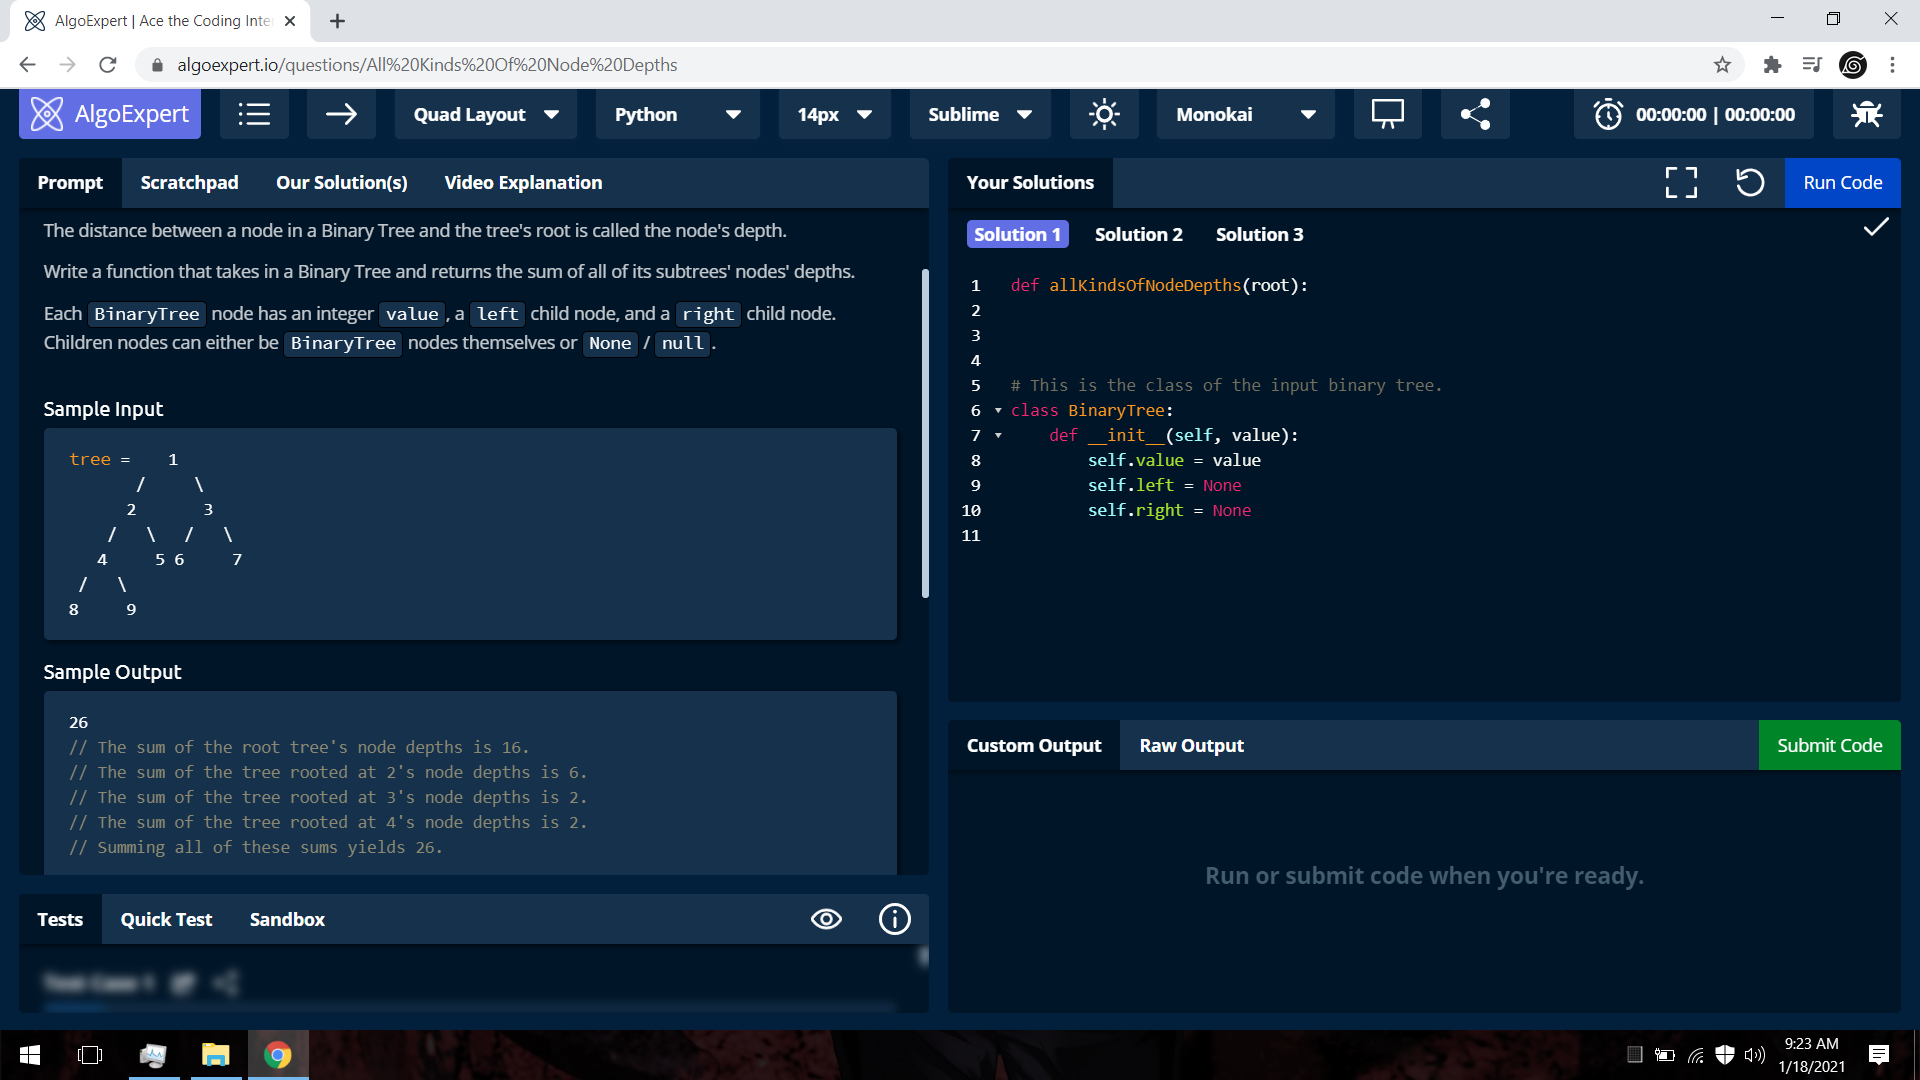 AlgoExpert | Ace the Coding Inte
algoexpert.io/questions/All%20Kinds%20Of%20Node%20Depths
AlgoExpert
Quad Layout
Python
14px
Sublime
Monokai
00:00:00 | 00:00:00
Prompt
Scratchpad
Our Solution(s)
Video Explanation
The distance between a node in a Binary Tree and the tree's root is called the node's depth.
Write a function that takes in a Binary Tree and returns the sum of all of its subtrees' nodes' depths.
Each BinaryTree node has an integer value , a left child node, and a right child node.
Children nodes can either be BinaryTree nodes themselves or None / null .
Sample Input
tree =    1
       /     \
      2       3
    /   \   /   \
   4     5 6     7
 /   \
8     9
Sample Output
26
// The sum of the root tree's node depths is 16.
// The sum of the tree rooted at 2's node depths is 6.
// The sum of the tree rooted at 3's node depths is 2.
// The sum of the tree rooted at 4's node depths is 2.
// Summing all of these sums yields 26.
Tests
Quick Test
Sandbox
Test Case 1
Your Solutions
Run Code
Solution 1
Solution 2
Solution 3
1 def allKindsOfNodeDepths(root):
2
3
4
5 # This is the class of the input binary tree.
6 class BinaryTree:
7     def __init__(self, value):
8         self.value = value
9         self.left = None
10         self.right = None
11
Custom Output
Raw Output
Submit Code
Run or submit code when you're ready.
9:23 AM
1/18/2021